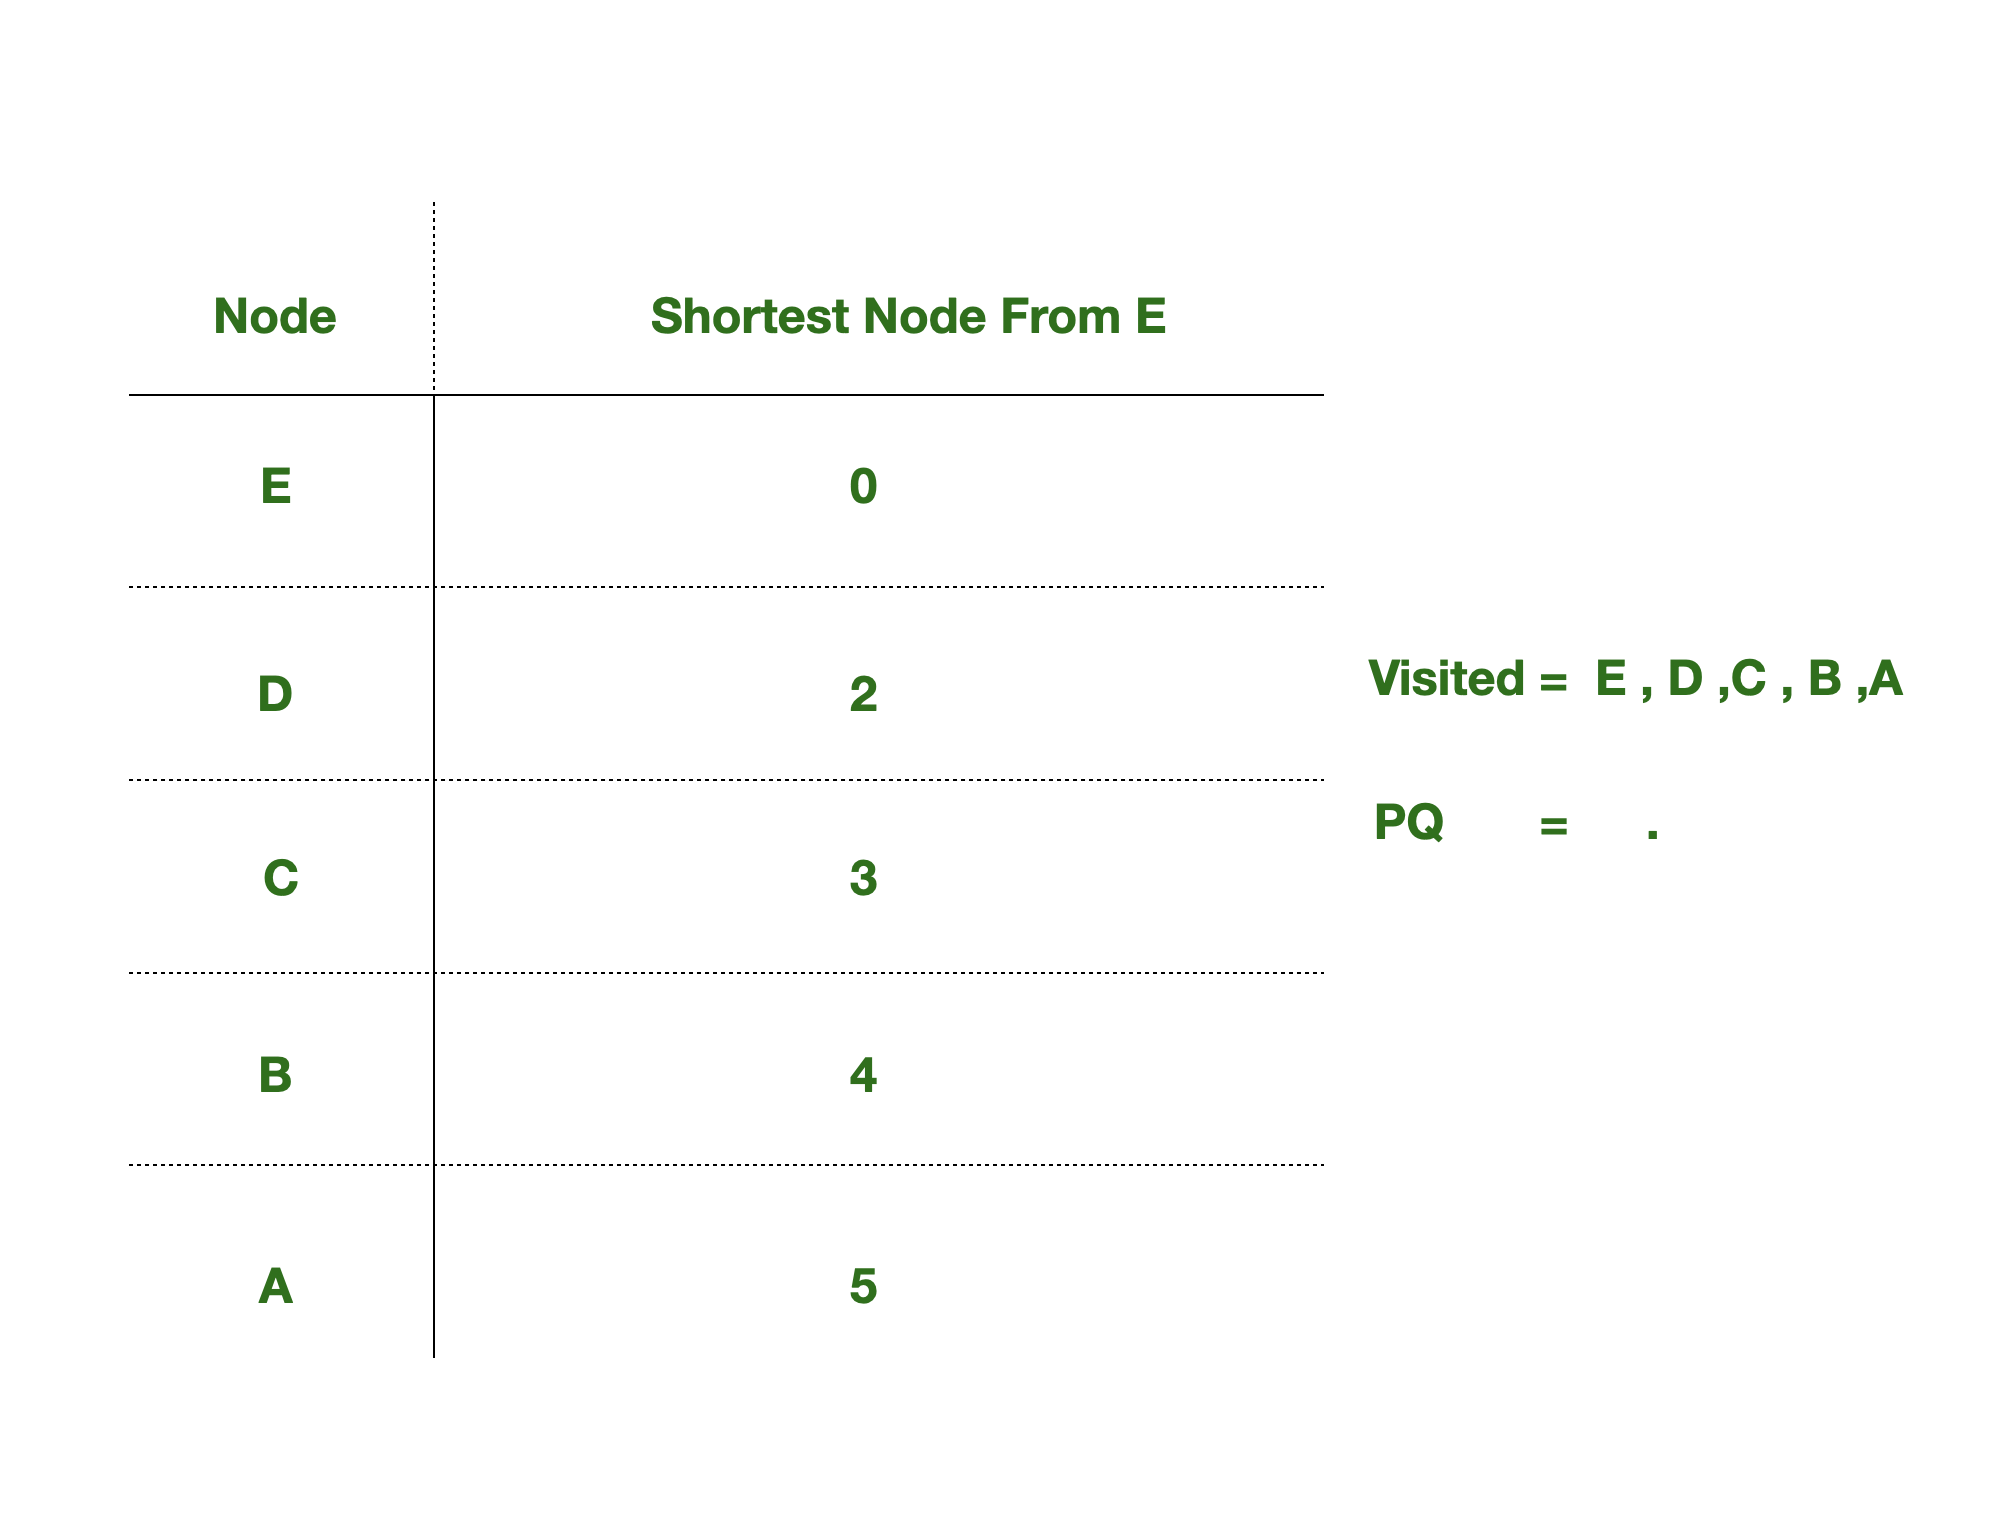 Node Shortest Node From E
E 0
D 2
Visited = E , D ,C , B ,A
PQ = .
C 3
B 4
A 5